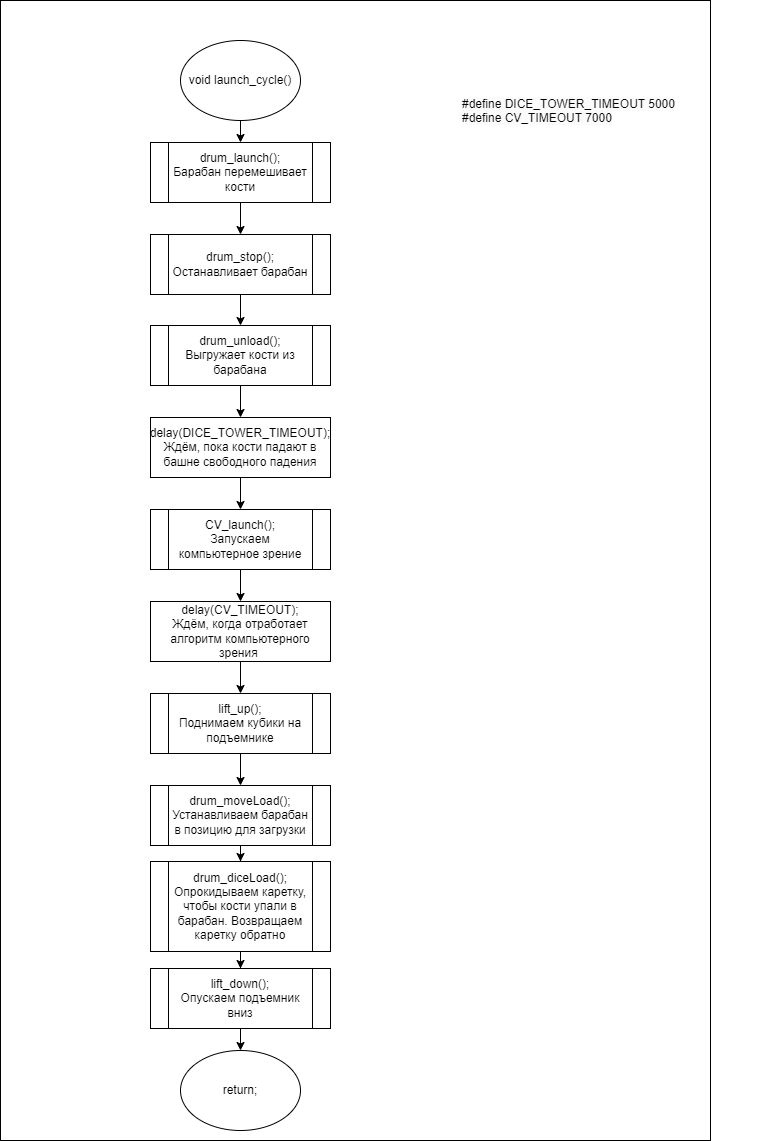 void launch_cycle()
#define DICE_TOWER_TIMEOUT 5000
#define CV_TIMEOUT 7000
drum_launch();
Барабан перемешивает
кости
drum_stop();
Останавливает барабан
drum_unload();
Выгружает кости из
барабана
delay(DICE_TOWER_TIMEOUT);
Ждём, пока кости падают в
башне свободного падения
CV_launch();
Запускаем
компьютерное зрение
delay(CV_TIMEOUT);
Ждём, когда отработает
алгоритм компьютерного
зрения
lift_up();
Поднимаем кубики на
подъемнике
drum_moveLoad();
Устанавливаем барабан
в позицию для загрузки
drum_diceLoad();
Опрокидываем каретку,
чтобы кости упали в
барабан. Возвращаем
каретку обратно
lift_down();
Опускаем подъемник
вниз
return;